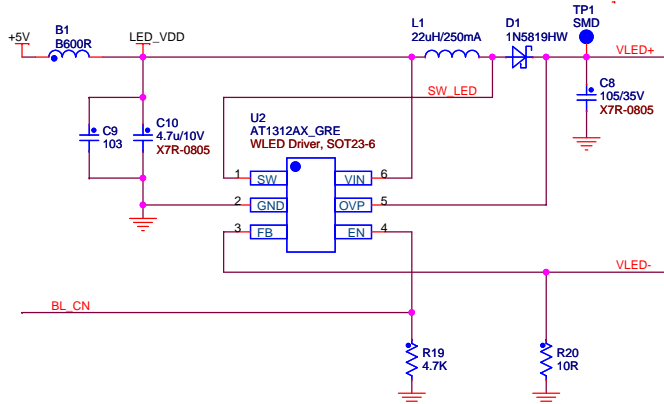 TP1
SMD
B1
B600R
+5V
LED_VDD
L1
22uH/250mA
D1
1N5819HW
VLED+
SW_LED
C8
105/35V
X7R-0805
C9
103
C10
4.7u/10V
X7R-0805
U2
AT1312AX_GRE
WLED Driver, SOT23-6
1 SW VIN 6
2 GND OVP 5
3 FB EN 4
VLED-
BL_CN
R19
4.7K
R20
10R